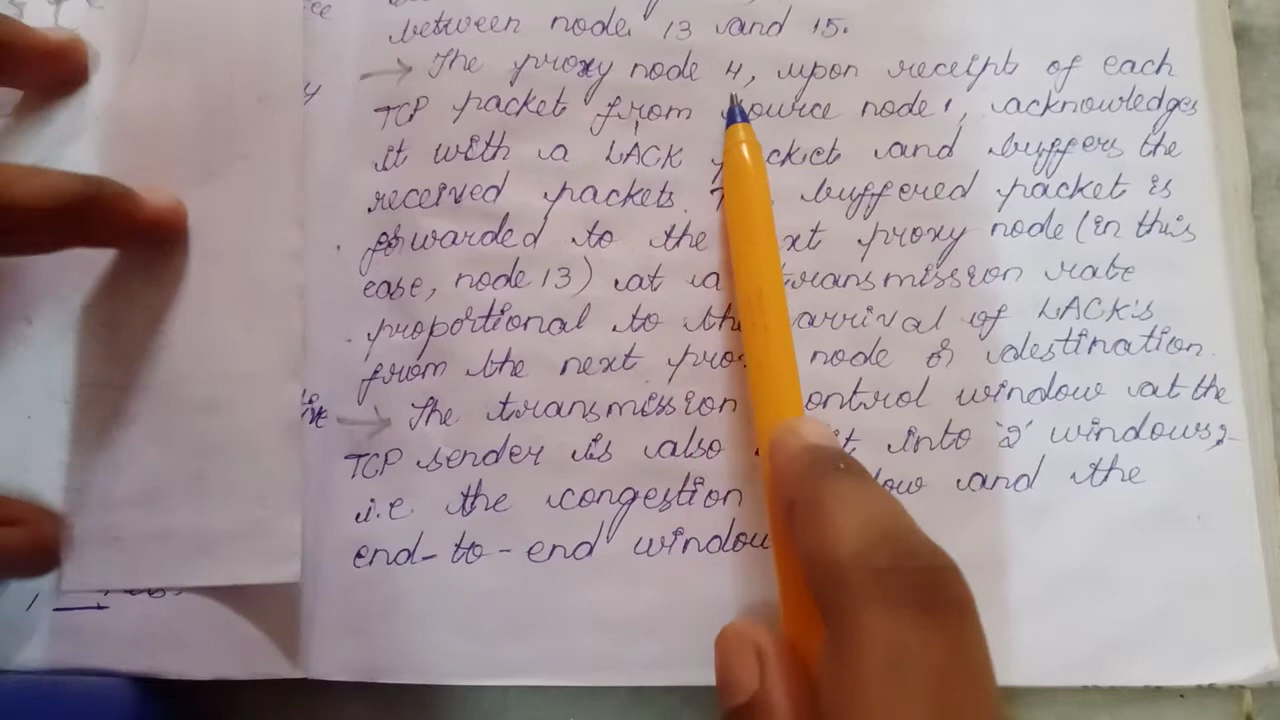 between node 13 and 15.
→ The proxy node 4, upon receipt of each
TCP packet from source node 1, acknowledges
it with a LACK packet and buffers the
received packets. buffered packet is
forwarded to the xt proxy node (in this
case, node 13) at a transmission rate
proportional to the arrival of LACK's
from the next pro node or destination.
→ The transmission control window at the
TCP sender is also into '2' windows,
i.e. the congestion ow and the
end-to-end window